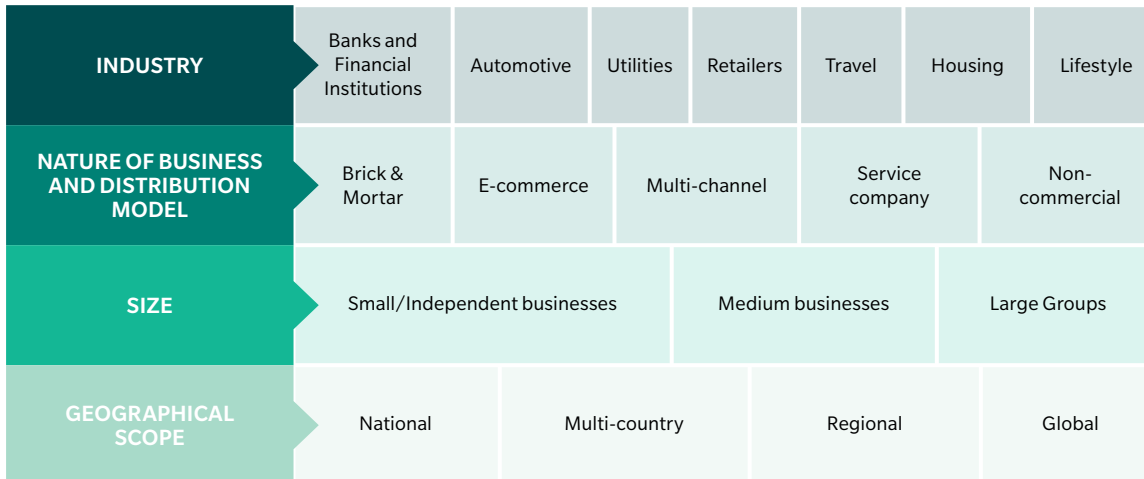 INDUSTRY
Banks and
Financial
Institutions
Automotive
Utilities
Retailers
Travel
Housing
Lifestyle
NATURE OF BUSINESS
AND DISTRIBUTION
MODEL
Brick &
Mortar
E-commerce
Multi-channel
Service
company
Non-
commercial
SIZE
Small/Independent businesses
Medium businesses
Large Groups
GEOGRAPHICAL
SCOPE
National
Multi-country
Regional
Global